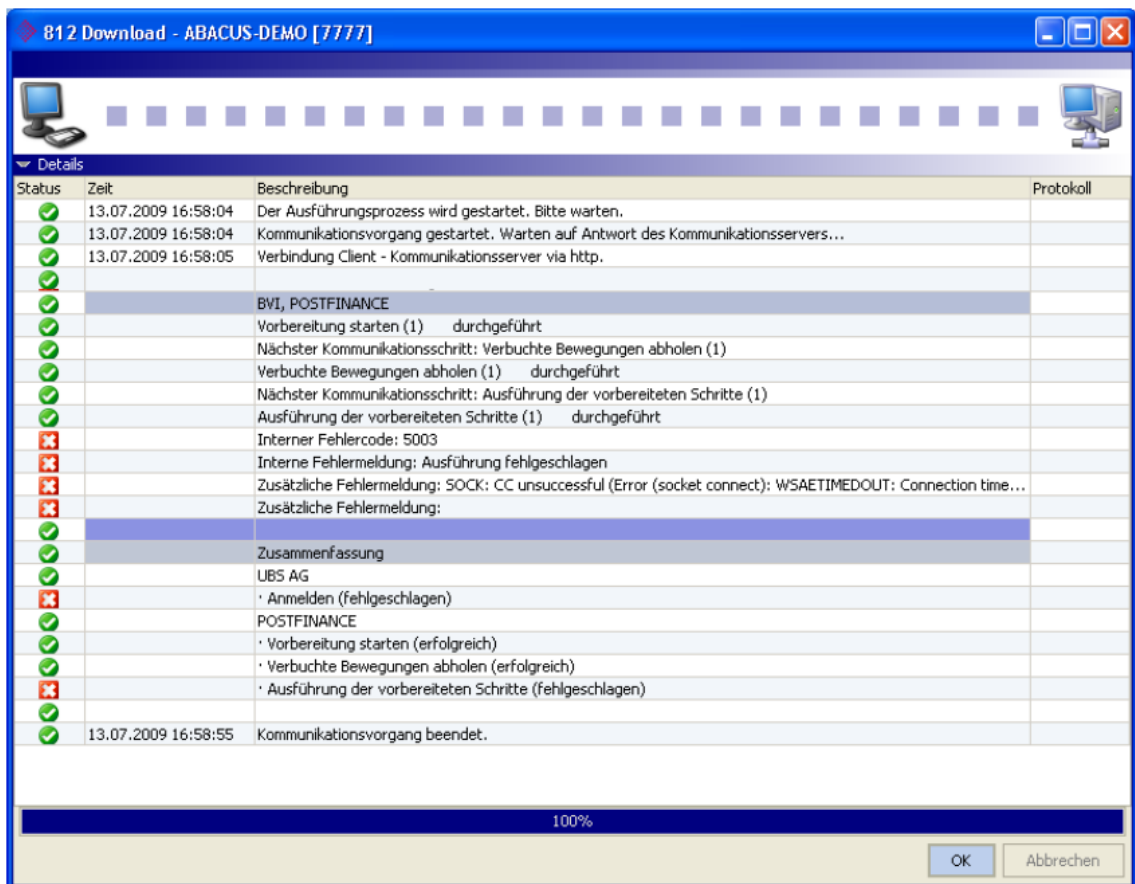 812 Download - ABACUS-DEMO [7777]
Details
Status Zeit Beschreibung Protokoll
13.07.2009 16:58:04 Der Ausführungsprozess wird gestartet. Bitte warten.
13.07.2009 16:58:04 Kommunikationsvorgang gestartet. Warten auf Antwort des Kommunikationsservers...
13.07.2009 16:58:05 Verbindung Client - Kommunikationsserver via http.
BVI, POSTFINANCE
Vorbereitung starten (1) durchgeführt
Nächster Kommunikationsschritt: Verbuchte Bewegungen abholen (1)
Verbuchte Bewegungen abholen (1) durchgeführt
Nächster Kommunikationsschritt: Ausführung der vorbereiteten Schritte (1)
Ausführung der vorbereiteten Schritte (1) durchgeführt
Interner Fehlercode: 5003
Interne Fehlermeldung: Ausführung fehlgeschlagen
Zusätzliche Fehlermeldung: SOCK: CC unsuccessful (Error (socket connect): WSAETIMEDOUT: Connection time...
Zusätzliche Fehlermeldung:
Zusammenfassung
UBS AG
· Anmelden (fehlgeschlagen)
POSTFINANCE
· Vorbereitung starten (erfolgreich)
· Verbuchte Bewegungen abholen (erfolgreich)
· Ausführung der vorbereiteten Schritte (fehlgeschlagen)
13.07.2009 16:58:55 Kommunikationsvorgang beendet.
100%
OK Abbrechen